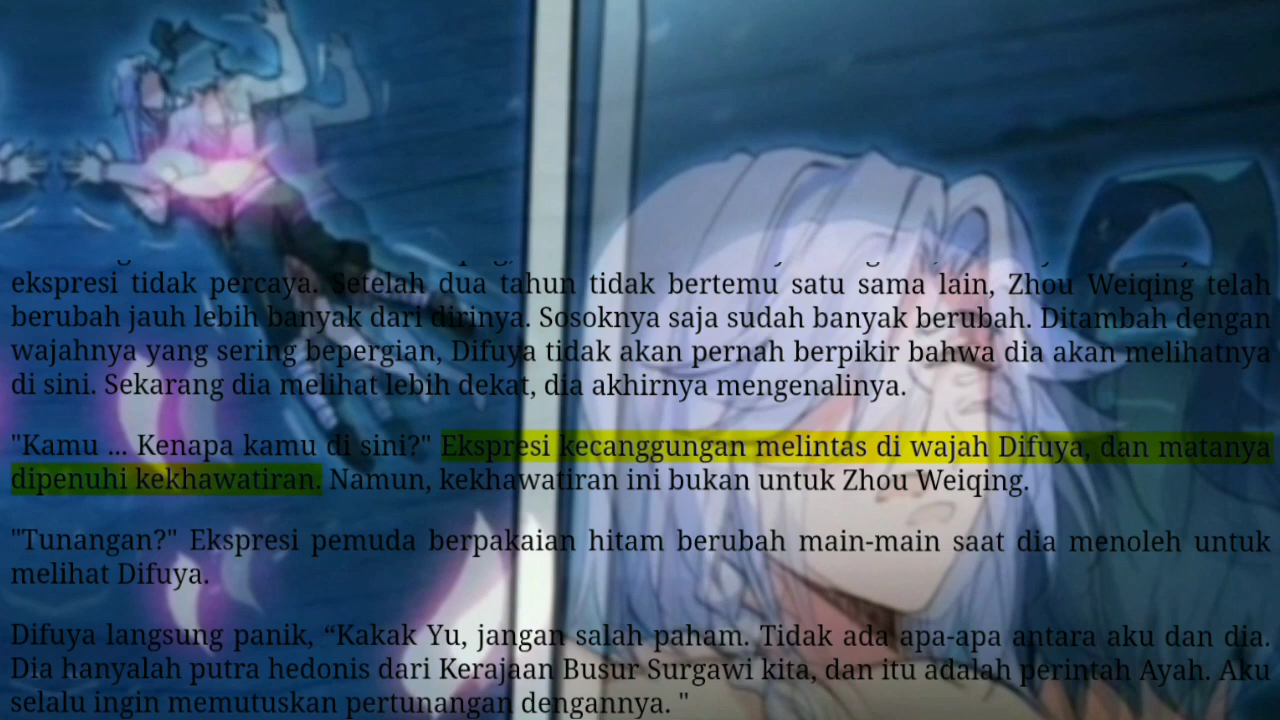 ekspresi tidak percaya. Setelah dua tahun tidak bertemu satu sama lain, Zhou Weiqing telah
berubah jauh lebih banyak dari dirinya. Sosoknya saja sudah banyak berubah. Ditambah dengan
wajahnya yang sering bepergian, Difuya tidak akan pernah berpikir bahwa dia akan melihatnya
di sini. Sekarang dia melihat lebih dekat, dia akhirnya mengenalinya.
"Kamu ... Kenapa kamu di sini?" Ekspresi kecanggungan melintas di wajah Difuya, dan matanya
dipenuhi kekhawatiran. Namun, kekhawatiran ini bukan untuk Zhou Weiqing.
"Tunangan?" Ekspresi pemuda berpakaian hitam berubah main-main saat dia menoleh untuk
melihat Difuya.
Difuya langsung panik, “Kakak Yu, jangan salah paham. Tidak ada apa-apa antara aku dan dia.
Dia hanyalah putra hedonis dari Kerajaan Busur Surgawi kita, dan itu adalah perintah Ayah. Aku
selalu ingin memutuskan pertunangan dengannya. "